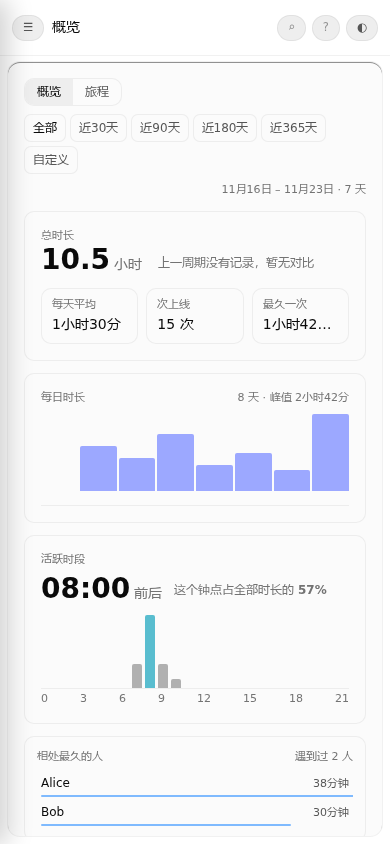 ☰ 概览 ⌕ ? ◐
概览 旅程
全部 近30天 近90天 近180天 近365天
自定义
11月16日 – 11月23日 · 7 天
总时长
10.5 小时 上一周期没有记录，暂无对比
每天平均 次上线 最久一次
1小时30分 15 次 1小时42…
每日时长 8 天 · 峰值 2小时42分
活跃时段
08:00 前后 这个钟点占全部时长的 57%
0 3 6 9 12 15 18 21
相处最久的人 遇到过 2 人
Alice 38分钟
Bob 30分钟